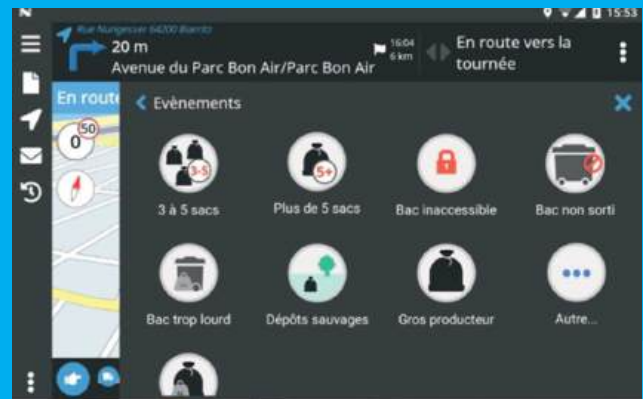 15:53
Rue Nungesser 64200 Biarritz
20 m
Avenue du Parc Bon Air/Parc Bon Air
16:04
6 km
En route vers la
tournée
En route
Evènements
50
0
3-5
5+
3 à 5 sacs
Plus de 5 sacs
Bac inaccessible
Bac non sorti
Bac trop lourd
Dépôts sauvages
Gros producteur
Autre...